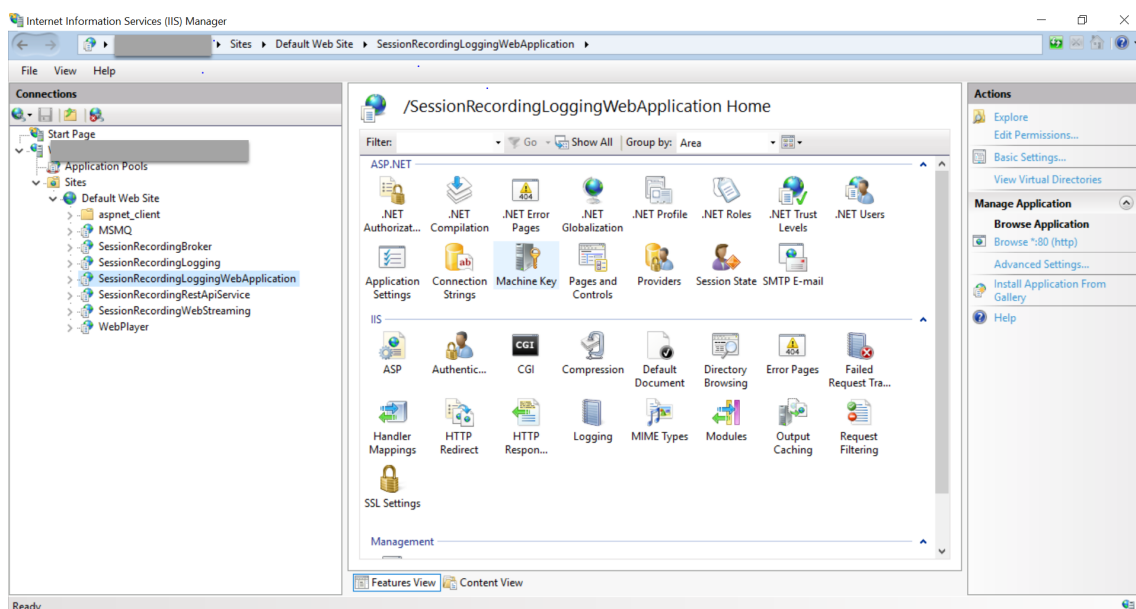 Internet Information Services (IIS) Manager
Sites Default Web Site SessionRecordingLoggingWebApplication
File View Help
Connections
Start Page
Application Pools
Sites
Default Web Site
aspnet_client
MSMQ
SessionRecordingBroker
SessionRecordingLogging
SessionRecordingLoggingWebApplication
SessionRecordingRestApiService
SessionRecordingWebStreaming
WebPlayer
/SessionRecordingLoggingWebApplication Home
Filter: Go Show All Group by: Area
ASP.NET
.NET .NET .NET Error .NET .NET Profile .NET Roles .NET Trust .NET Users
Authorizat... Compilation Pages Globalization Levels
404
Application Connection Machine Key Pages and Providers Session State SMTP E-mail
Settings Strings Controls
ab
IIS
CGI
404
ASP Authentic... CGI Compression Default Directory Error Pages Failed
Document Browsing Request Tra...
Handler HTTP HTTP Logging MIME Types Modules Output Request
Mappings Redirect Respon... Caching Filtering
SSL Settings
Management
Features View Content View
Actions
Explore
Edit Permissions...
Basic Settings...
View Virtual Directories
Manage Application
Browse Application
Browse *:80 (http)
Advanced Settings...
Install Application From
Gallery
Help
Ready